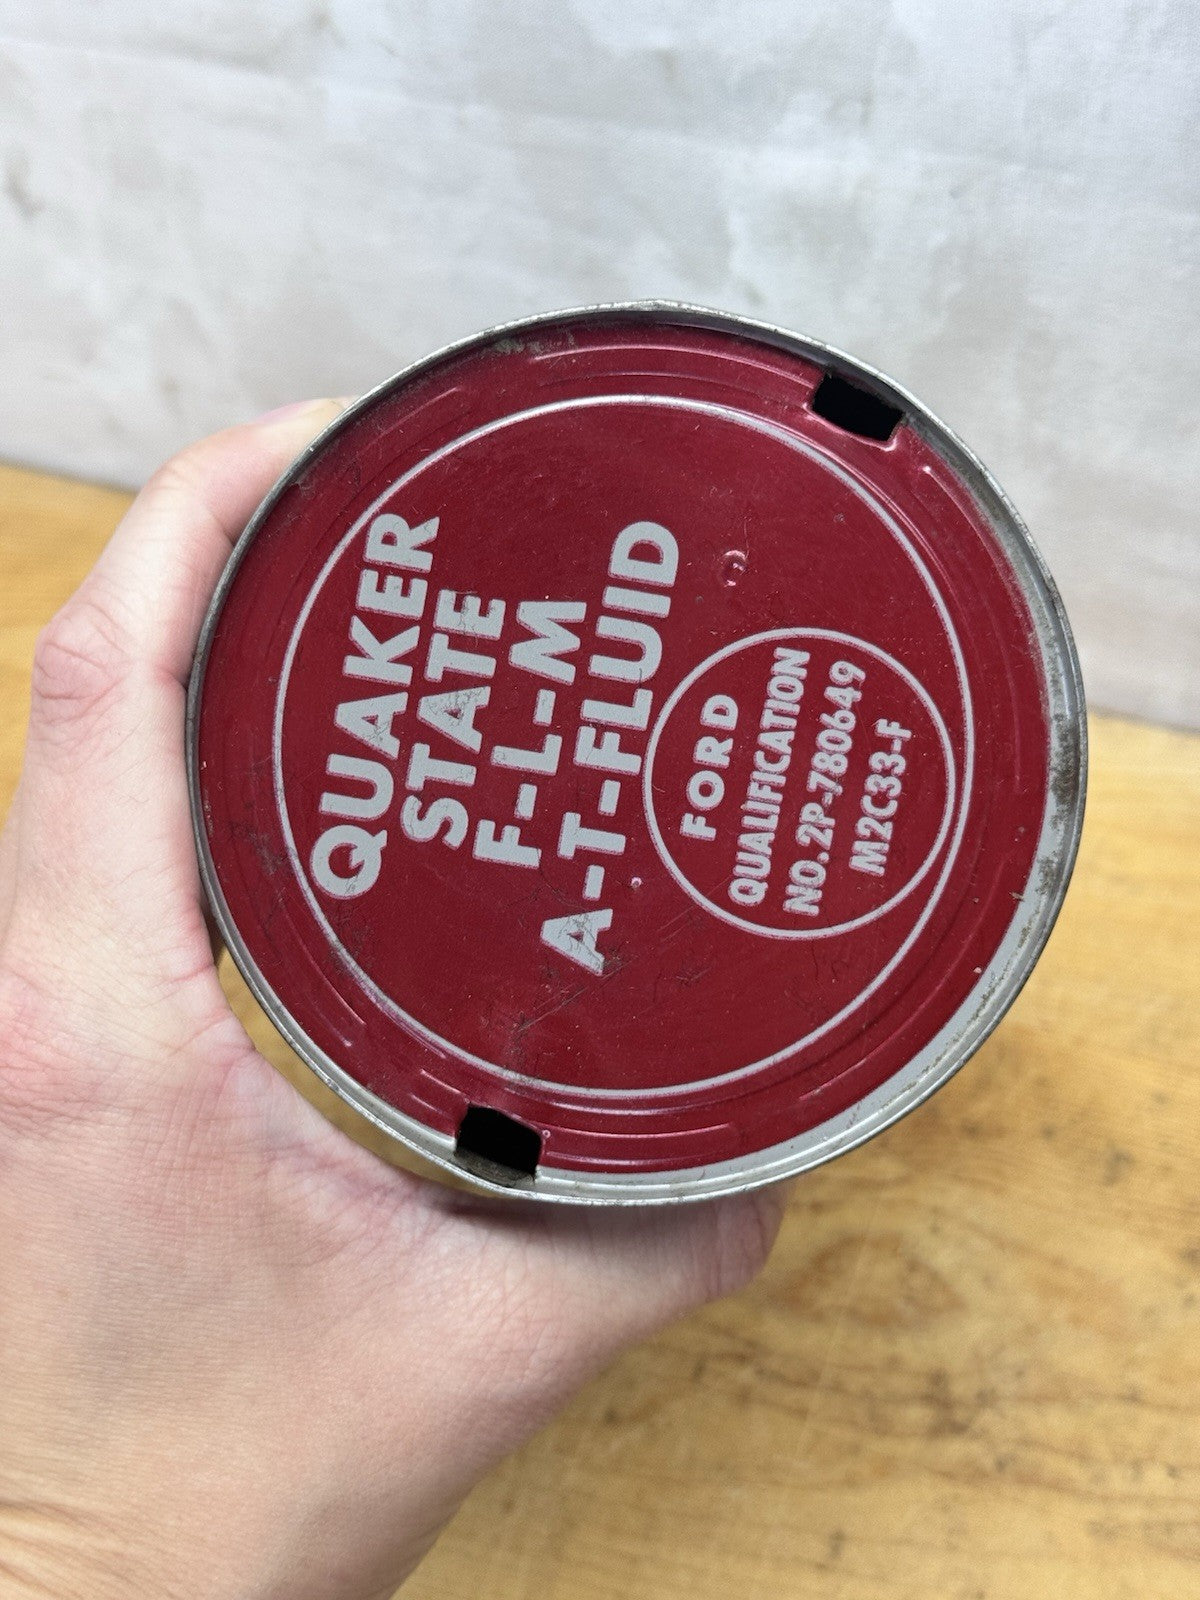 QUAKER
STATE
F-L-M
A-T-FLUID
FORD
QUALIFICATION
NO. 2P-780649
M2C33-F